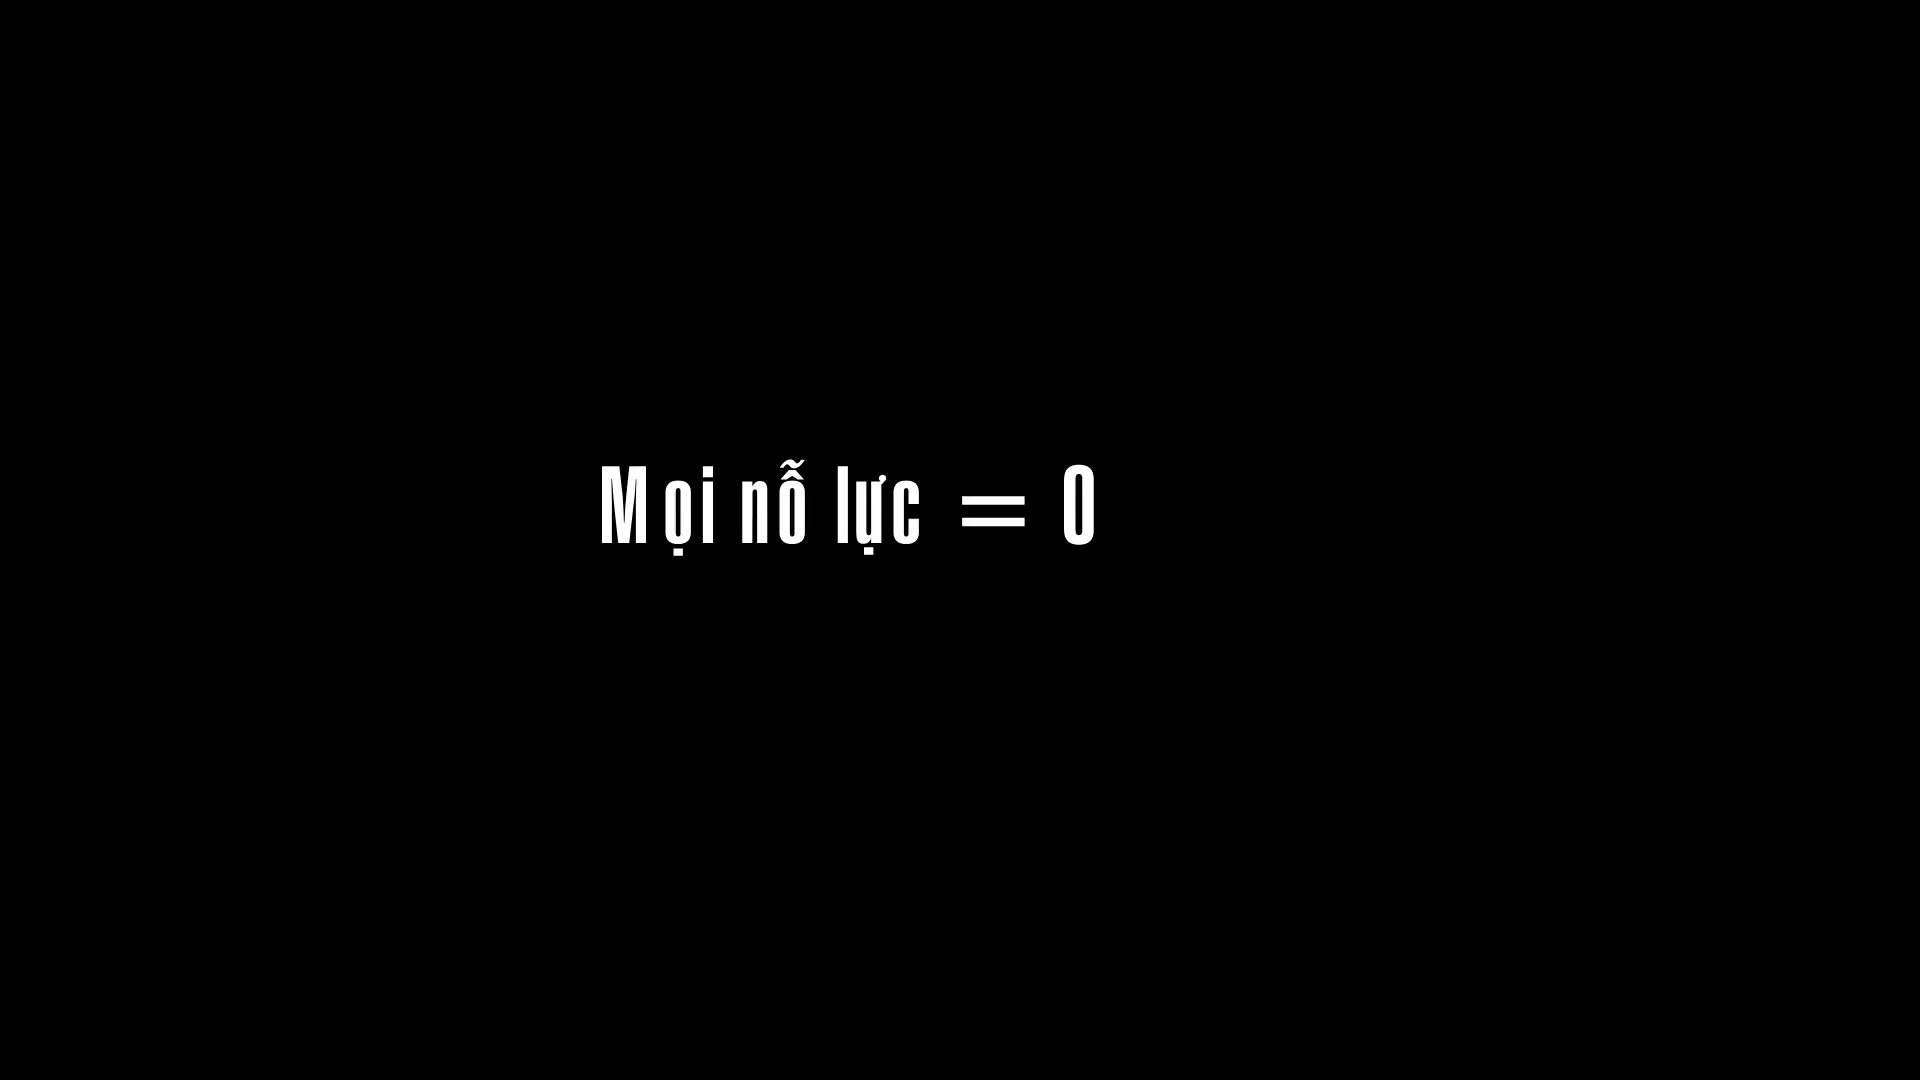 Mọi nỗ lực = 0